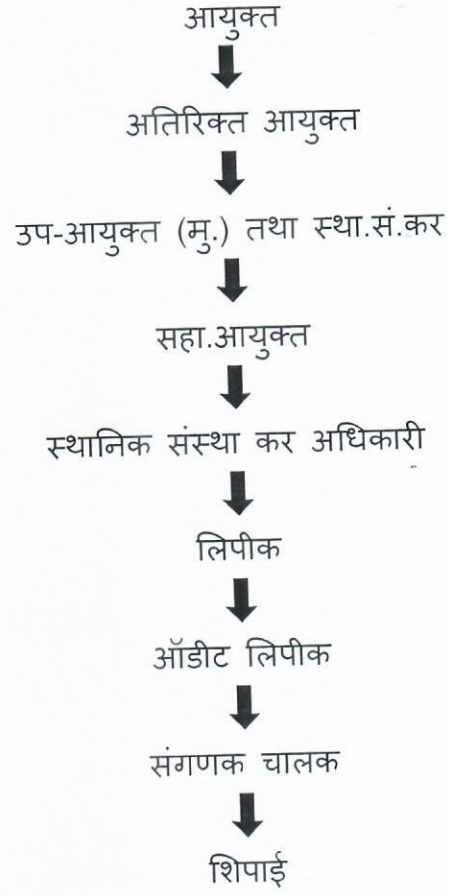 आयुक्त
अतिरिक्त आयुक्त
उप-आयुक्त (मु.) तथा स्था.सं.कर
सहा.आयुक्त
स्थानिक संस्था कर अधिकारी
लिपीक
ऑडीट लिपीक
संगणक चालक
शिपाई